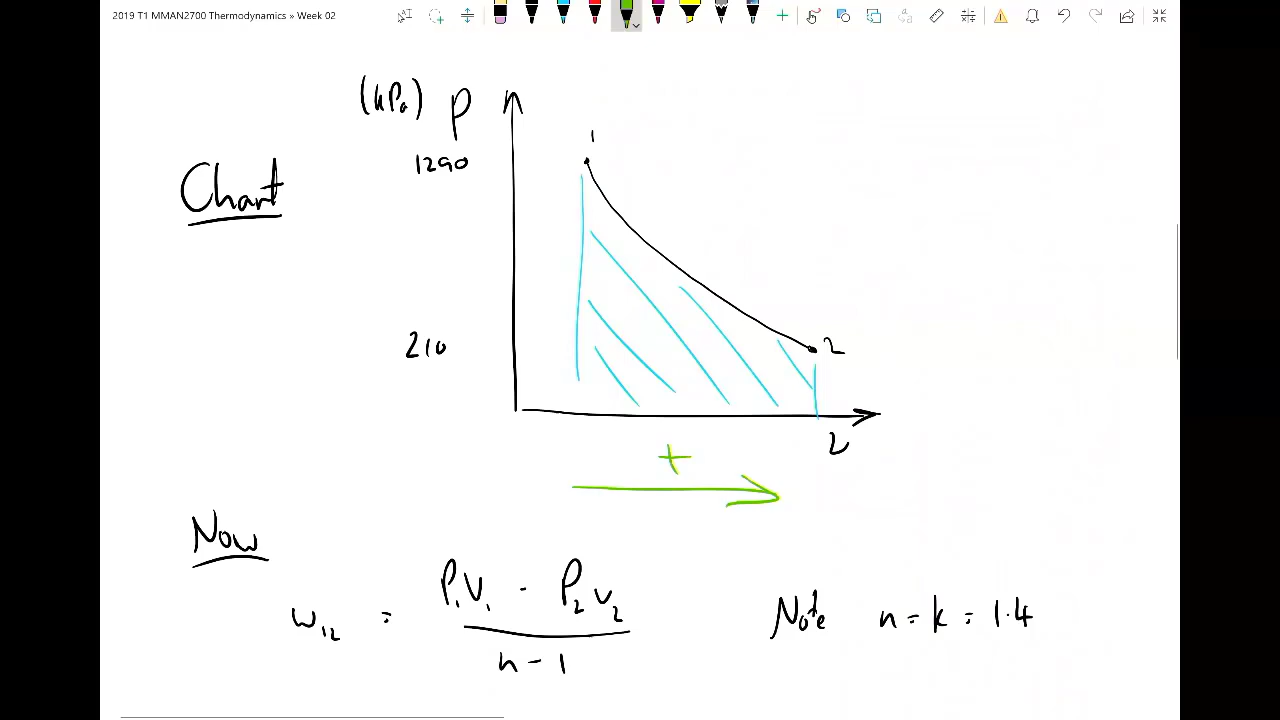 2019 T1 MMAN2700 Thermodynamics » Week 02
(kPa) P
1
1290
Chart
210
2
+
Now
P₁V₁ - P₂V₂
w₁₂ =
n - 1
Note n = k = 1.4